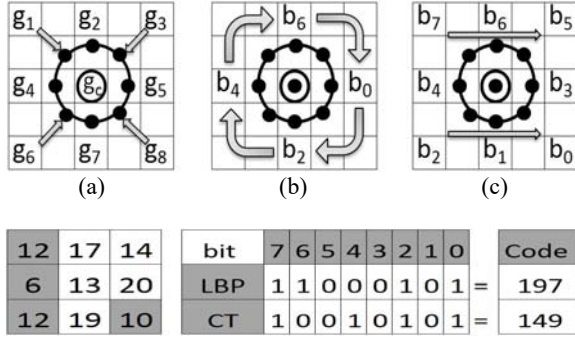 g₁ g₂ g₃
g₄ g_c g₅
g₆ g₇ g₈
(a)
b₆
b₄ b₀
b₂
(b)
b₇ b₆ b₅
b₄ b₃
b₂ b₁ b₀
(c)
12 17 14
6 13 20
12 19 10
bit 7 6 5 4 3 2 1 0 Code
LBP 1 1 0 0 0 1 0 1 = 197
CT 1 0 0 1 0 1 0 1 = 149